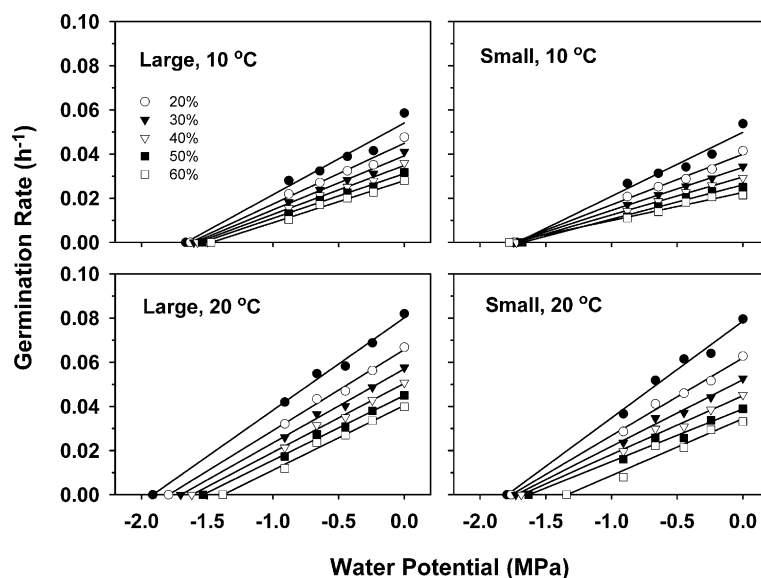 0.10
Large, 10 °C
Small, 10 °C
0.08
20%
30%
0.06
40%
50%
0.04
60%
0.02
0.00
0.10
Large, 20 °C
Small, 20 °C
0.08
0.06
0.04
0.02
0.00
-2.0 -1.5 -1.0 -0.5 0.0 -2.0 -1.5 -1.0 -0.5 0.0
Germination Rate (h-1)
Water Potential (MPa)